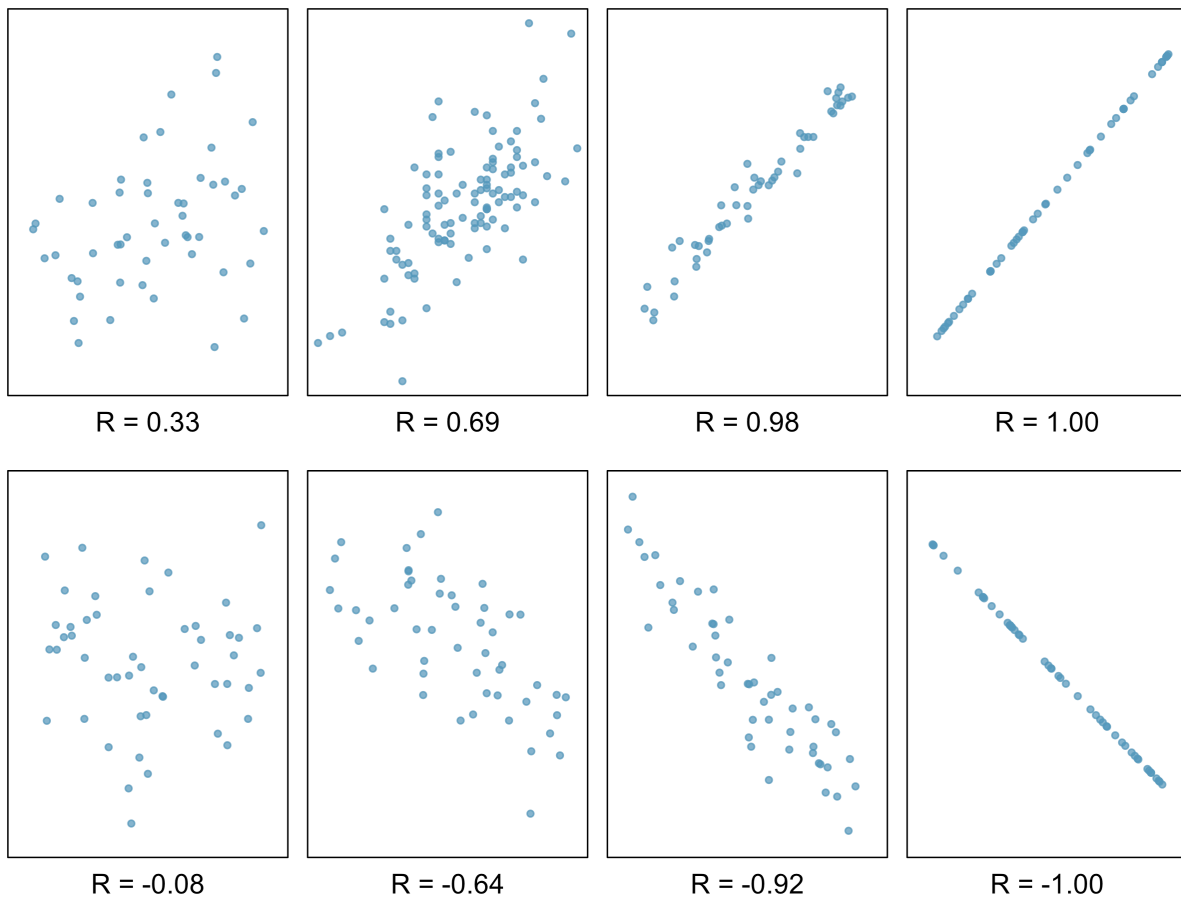 R = 0.33
R = 0.69
R = 0.98
R = 1.00
R = -0.08
R = -0.64
R = -0.92
R = -1.00